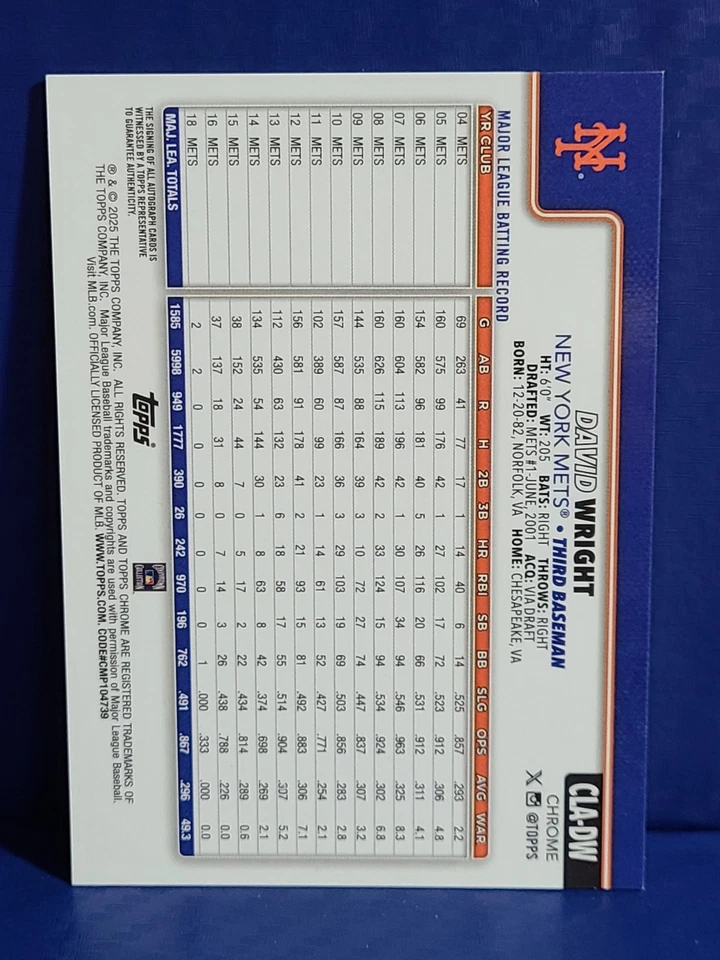 NY
CLA-DW
CHROME
X @TOPPS
DAVID WRIGHT
NEW YORK METS® • THIRD BASEMAN
HT: 6'0" WT: 205 BATS: RIGHT THROWS: RIGHT
DRAFTED: METS #1-JUNE, 2001 ACQ: VIA DRAFT
BORN: 12-20-82, NORFOLK, VA HOME: CHESAPEAKE, VA
MAJOR LEAGUE BATTING RECORD
YR CLUB G AB R H 2B 3B HR RBI SB BB SLG OPS AVG WAR
04 METS 69 263 41 77 17 1 14 40 6 14 .525 .857 .293 2.2
05 METS 160 575 99 176 42 1 27 102 17 72 .523 .912 .306 4.8
06 METS 154 582 96 181 40 5 26 116 20 66 .531 .912 .311 4.1
07 METS 160 604 113 196 42 1 30 107 34 94 .546 .963 .325 8.3
08 METS 160 626 115 189 42 2 33 124 15 94 .534 .924 .302 6.8
09 METS 144 535 88 164 39 3 10 72 27 74 .447 .837 .307 3.2
10 METS 157 587 87 166 36 3 29 103 19 69 .503 .856 .283 2.8
11 METS 102 389 60 99 23 1 14 61 13 52 .427 .771 .254 2.1
12 METS 156 581 91 178 41 2 21 93 15 81 .492 .883 .306 7.1
13 METS 112 430 63 132 23 6 18 58 17 55 .514 .904 .307 5.2
14 METS 134 535 54 144 30 1 8 63 8 42 .374 .698 .269 2.1
15 METS 38 152 24 44 7 0 5 17 2 22 .434 .814 .289 0.6
16 METS 37 137 18 31 8 0 7 14 3 26 .438 .788 .226 0.0
18 METS 2 2 0 0 0 0 0 0 0 1 .000 .333 .000 0.0
MAJ. LEA. TOTALS 1585 5998 949 1777 390 26 242 970 196 762 .491 .867 .296 49.3
THE SIGNING OF ALL AUTOGRAPH CARDS IS
WITNESSED BY A TOPPS REPRESENTATIVE
TO GUARANTEE AUTHENTICITY.
topps
® & © 2025 THE TOPPS COMPANY, INC. ALL RIGHTS RESERVED. TOPPS AND TOPPS CHROME ARE REGISTERED TRADEMARKS OF
THE TOPPS COMPANY, INC. Major League Baseball trademarks and copyrights are used with permission of Major League Baseball.
Visit MLB.com. OFFICIALLY LICENSED PRODUCT OF MLB. WWW.TOPPS.COM. CODE#CMP104739